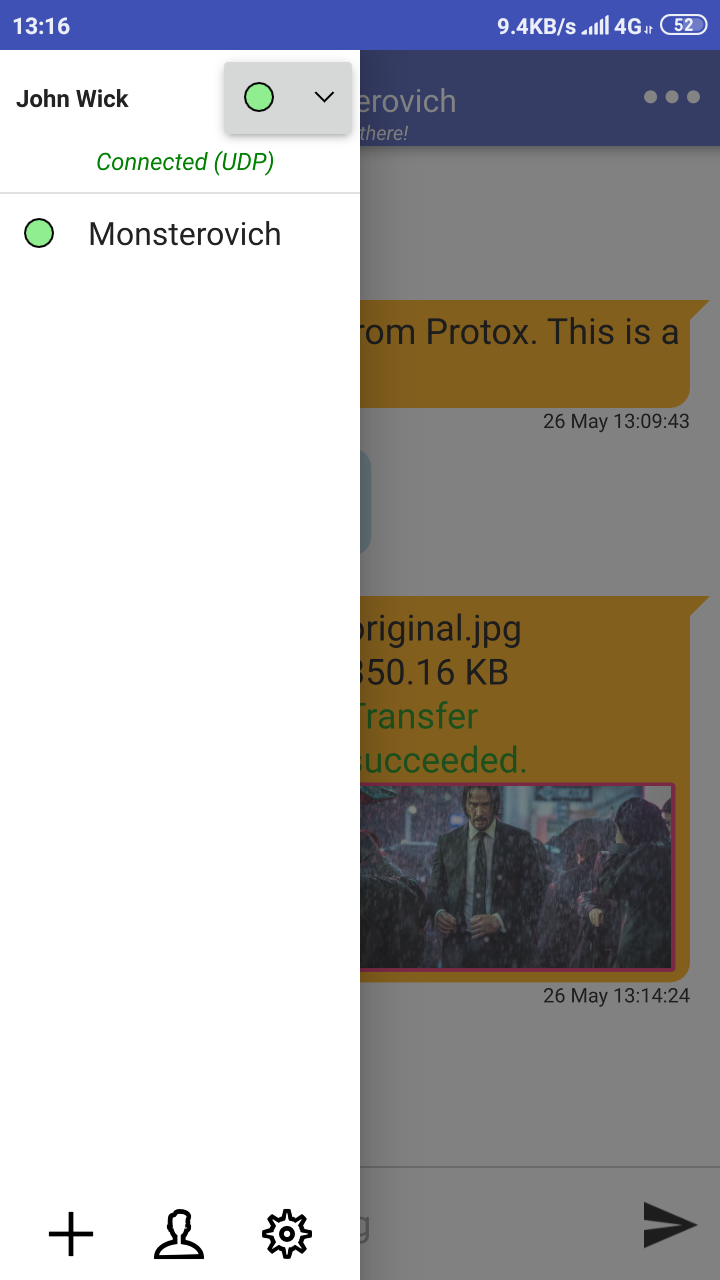 13:16 9.4KB/s 4G 52
John Wick
erovich
there!
Connected (UDP)
Monsterovich
rom Protox. This is a
26 May 13:09:43
original.jpg
350.16 KB
Transfer
succeeded.
26 May 13:14:24
g